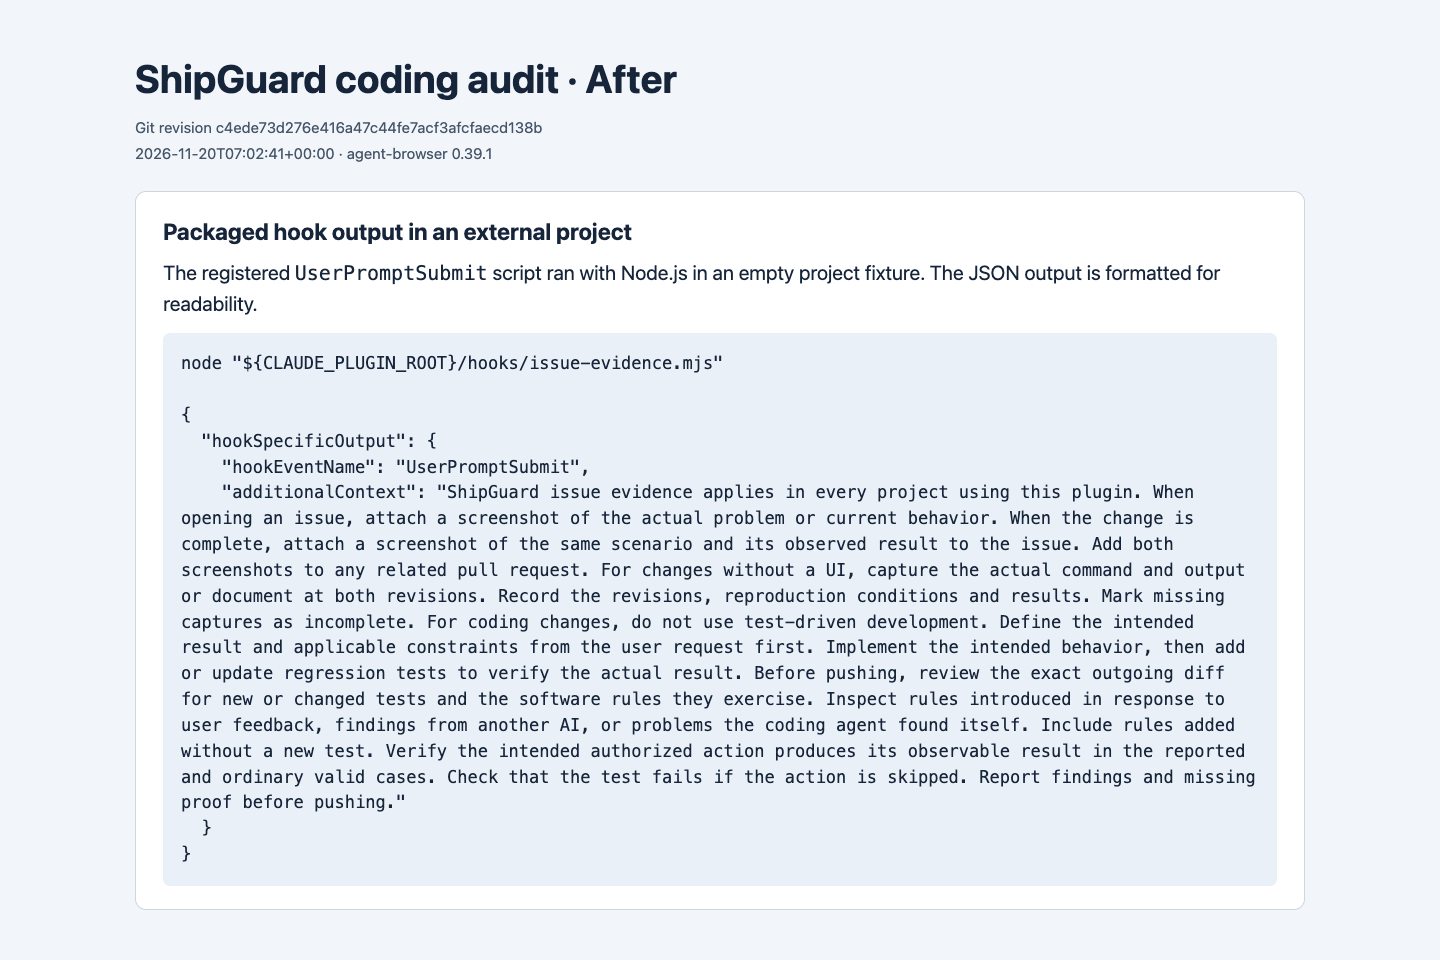 ShipGuard coding audit · After
Git revision c4ede73d276e416a47c44fe7acf3afcfaecd138b
2026-11-20T07:02:41+00:00 · agent-browser 0.39.1
Packaged hook output in an external project
The registered UserPromptSubmit script ran with Node.js in an empty project fixture. The JSON output is formatted for
readability.
node "${CLAUDE_PLUGIN_ROOT}/hooks/issue-evidence.mjs"
{
  "hookSpecificOutput": {
    "hookEventName": "UserPromptSubmit",
    "additionalContext": "ShipGuard issue evidence applies in every project using this plugin. When
opening an issue, attach a screenshot of the actual problem or current behavior. When the change is
complete, attach a screenshot of the same scenario and its observed result to the issue. Add both
screenshots to any related pull request. For changes without a UI, capture the actual command and output
or document at both revisions. Record the revisions, reproduction conditions and results. Mark missing
captures as incomplete. For coding changes, do not use test-driven development. Define the intended
result and applicable constraints from the user request first. Implement the intended behavior, then add
or update regression tests to verify the actual result. Before pushing, review the exact outgoing diff
for new or changed tests and the software rules they exercise. Inspect rules introduced in response to
user feedback, findings from another AI, or problems the coding agent found itself. Include rules added
without a new test. Verify the intended authorized action produces its observable result in the reported
and ordinary valid cases. Check that the test fails if the action is skipped. Report findings and missing
proof before pushing."
  }
}